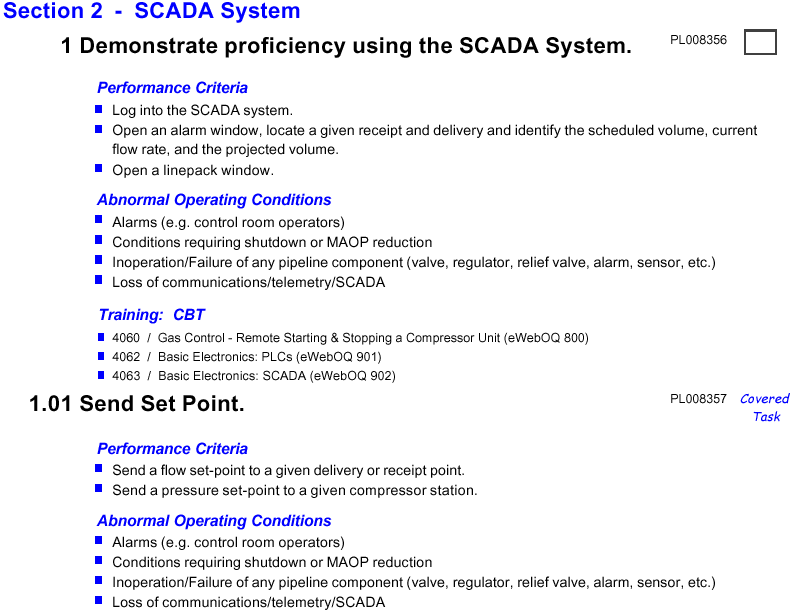 Section 2 - SCADA System
1 Demonstrate proficiency using the SCADA System. PL008356
Performance Criteria
Log into the SCADA system.
Open an alarm window, locate a given receipt and delivery and identify the scheduled volume, current
flow rate, and the projected volume.
Open a linepack window.
Abnormal Operating Conditions
Alarms (e.g. control room operators)
Conditions requiring shutdown or MAOP reduction
Inoperation/Failure of any pipeline component (valve, regulator, relief valve, alarm, sensor, etc.)
Loss of communications/telemetry/SCADA
Training: CBT
4060 / Gas Control - Remote Starting & Stopping a Compressor Unit (eWebOQ 800)
4062 / Basic Electronics: PLCs (eWebOQ 901)
4063 / Basic Electronics: SCADA (eWebOQ 902)
1.01 Send Set Point. PL008357 Covered
Task
Performance Criteria
Send a flow set-point to a given delivery or receipt point.
Send a pressure set-point to a given compressor station.
Abnormal Operating Conditions
Alarms (e.g. control room operators)
Conditions requiring shutdown or MAOP reduction
Inoperation/Failure of any pipeline component (valve, regulator, relief valve, alarm, sensor, etc.)
Loss of communications/telemetry/SCADA